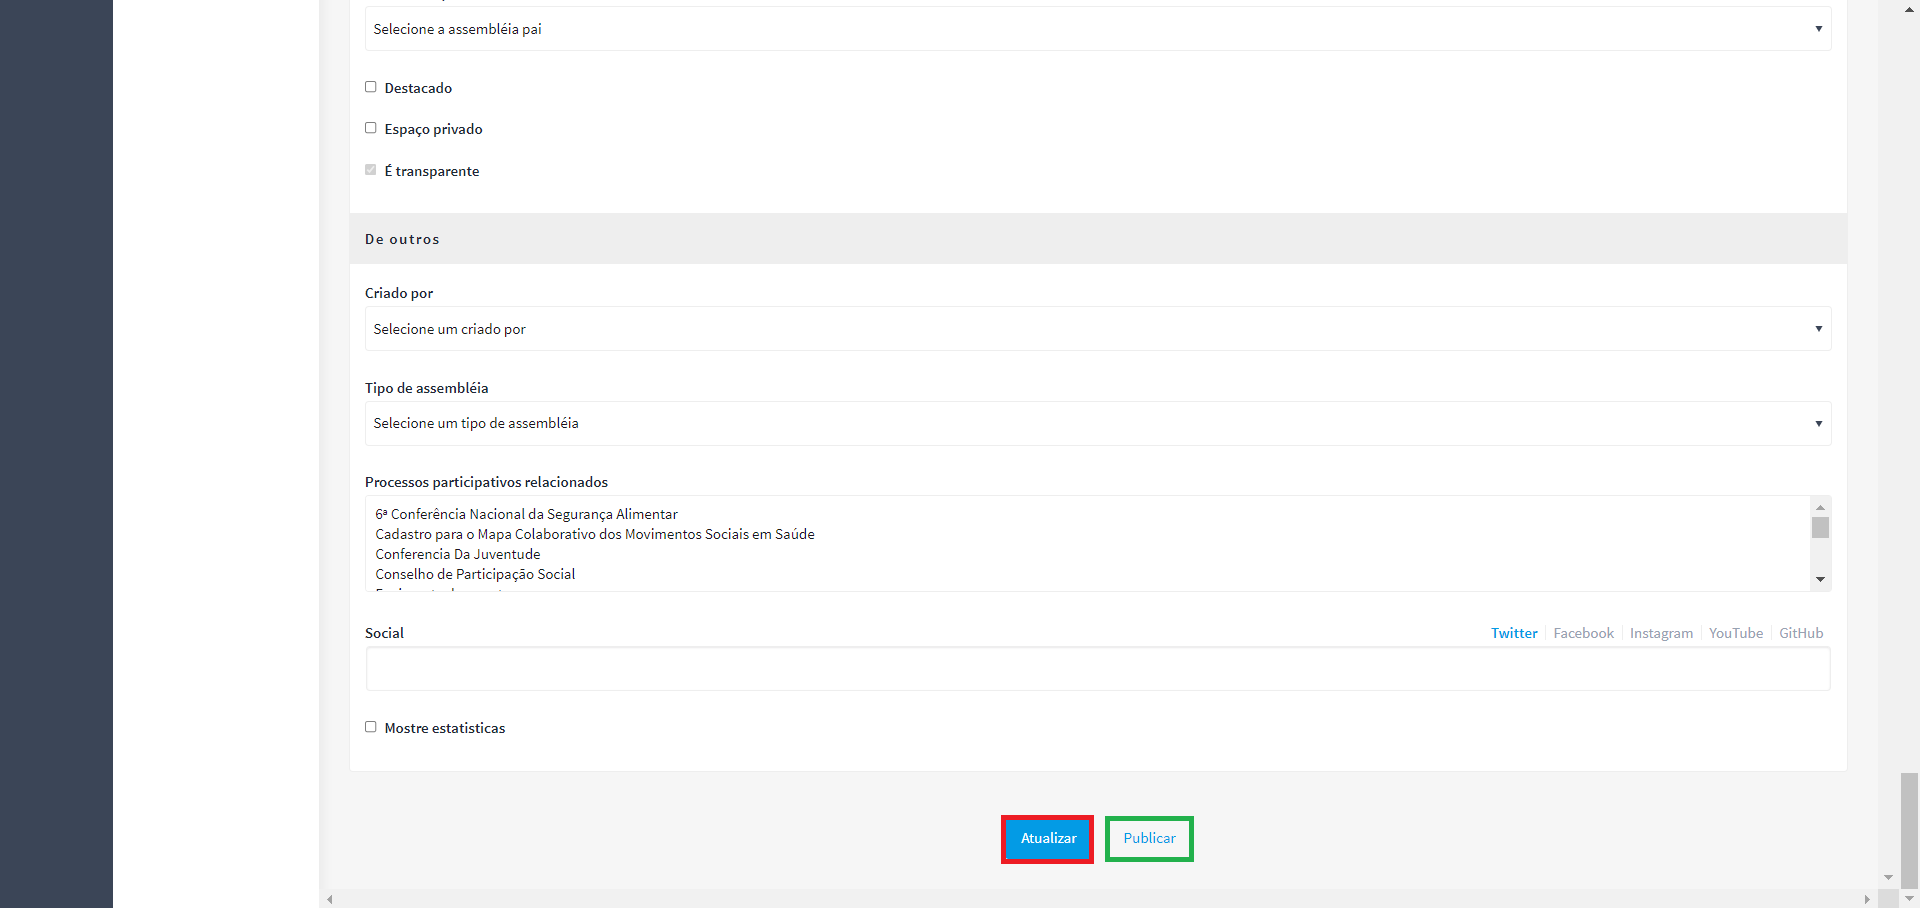 Selecione a assembléia pai
Destacado
Espaço privado
É transparente
De outros
Criado por
Selecione um criado por
Tipo de assembléia
Selecione um tipo de assembléia
Processos participativos relacionados
6ª Conferência Nacional da Segurança Alimentar
Cadastro para o Mapa Colaborativo dos Movimentos Sociais em Saúde
Conferencia Da Juventude
Conselho de Participação Social
Social
Twitter Facebook Instagram YouTube GitHub
Mostre estatisticas
Atualizar Publicar